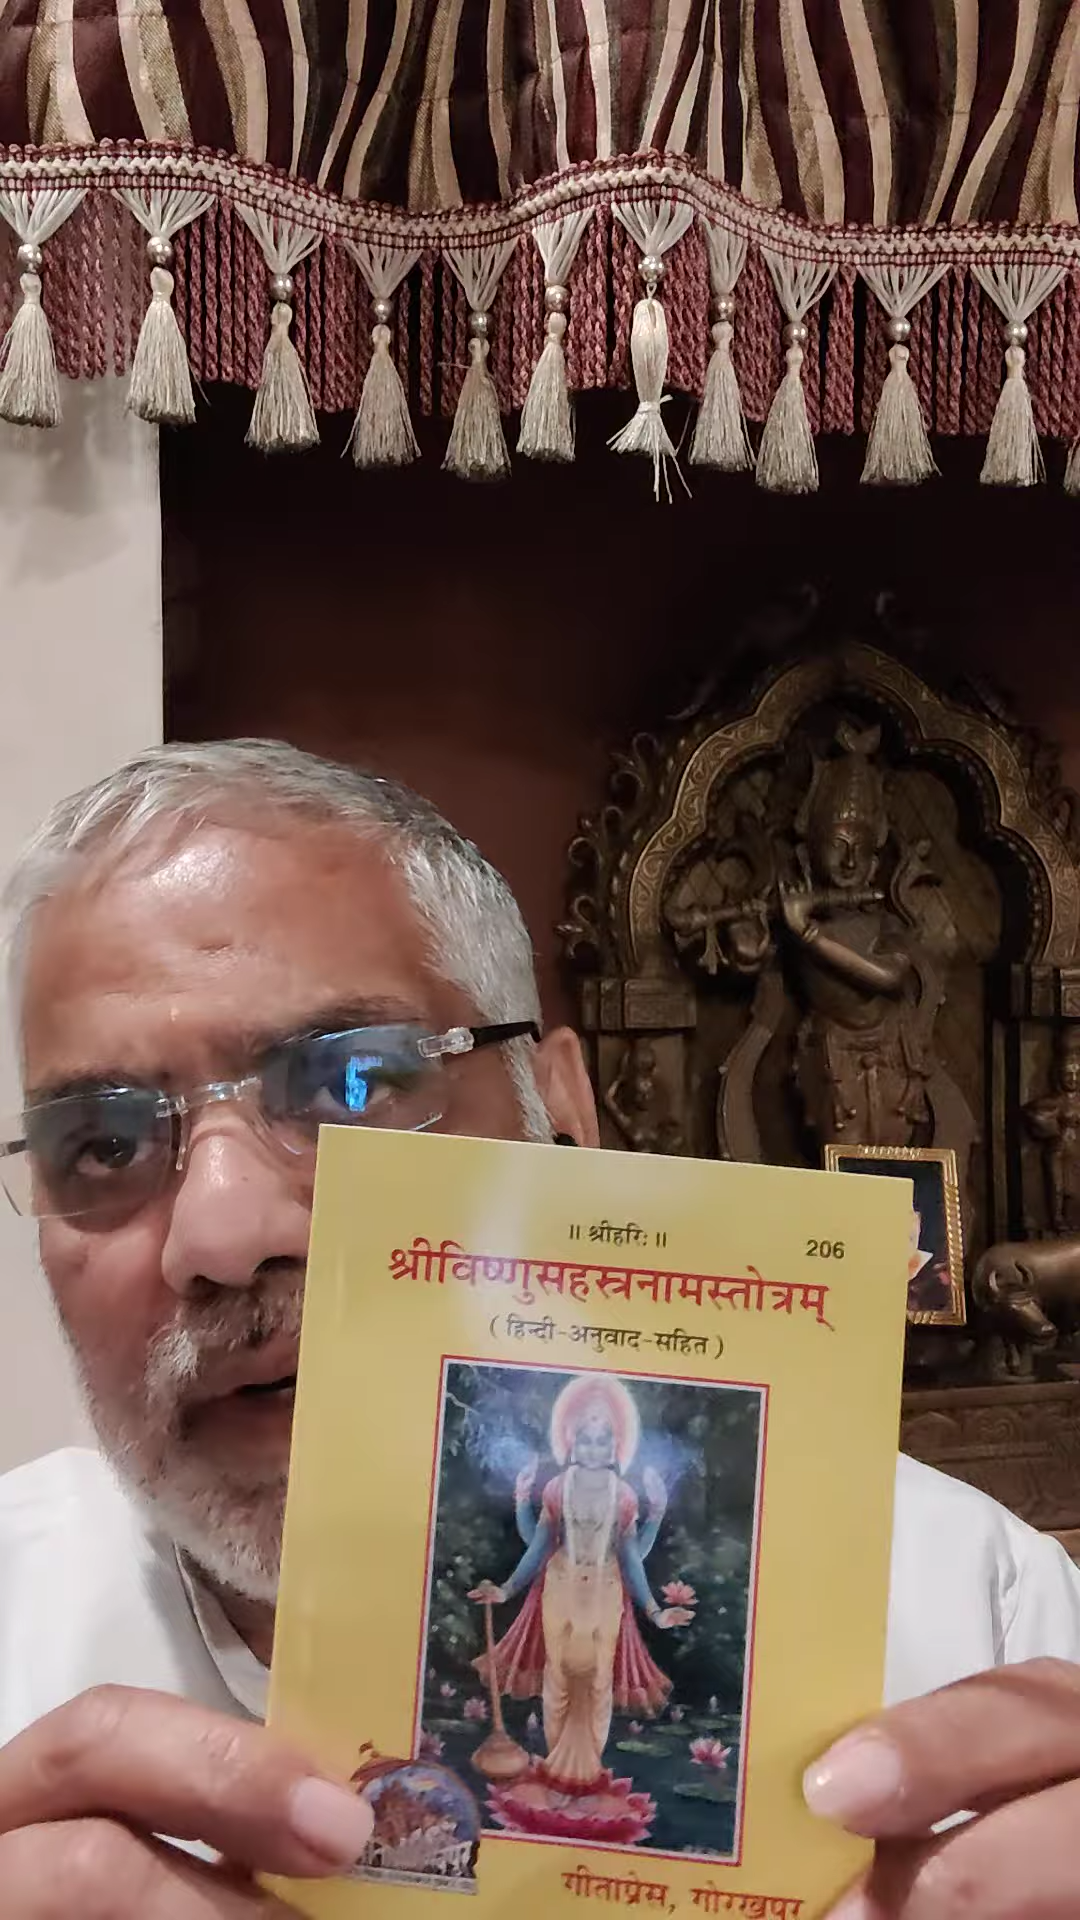 ॥ श्रीहरिः ॥
206
श्रीविष्णुसहस्रनामस्तोत्रम्
( हिन्दी-अनुवाद-सहित )
गीताप्रेस, गोरखपुर